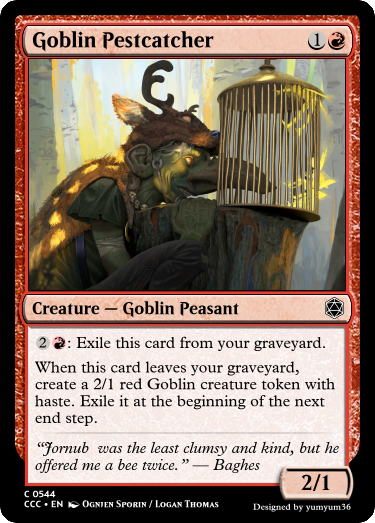 Goblin Pestcatcher 1
Creature — Goblin Peasant
2 : Exile this card from your graveyard.
When this card leaves your graveyard,
create a 2/1 red Goblin creature token with
haste. Exile it at the beginning of the next
end step.
“Jornub  was the least clumsy and kind, but he
offered me a bee twice.” — Baghes
2/1
C 0544
CCC • EN Ognjen Sporin / Logan Thomas
Designed by yumyum36